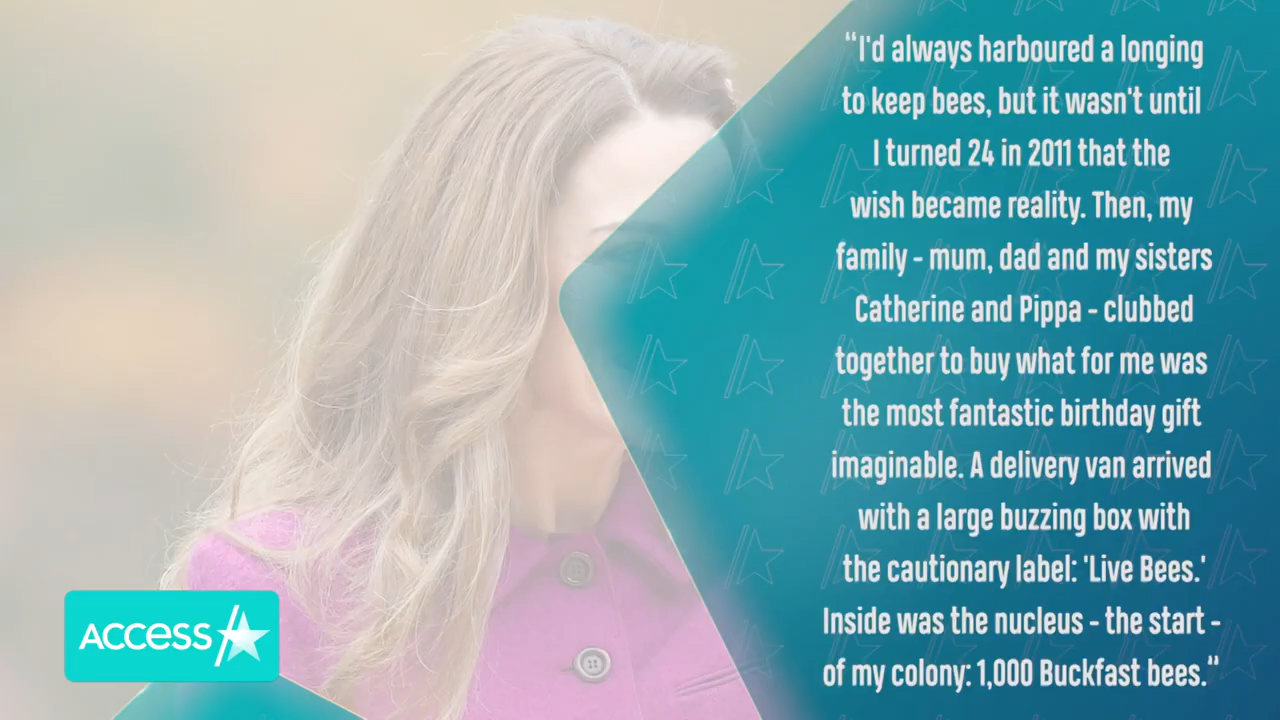 “I'd always harboured a longing
to keep bees, but it wasn't until
I turned 24 in 2011 that the
wish became reality. Then, my
family - mum, dad and my sisters
Catherine and Pippa - clubbed
together to buy what for me was
the most fantastic birthday gift
imaginable. A delivery van arrived
with a large buzzing box with
the cautionary label: 'Live Bees.'
Inside was the nucleus - the start -
of my colony: 1,000 Buckfast bees.“
ACCESS